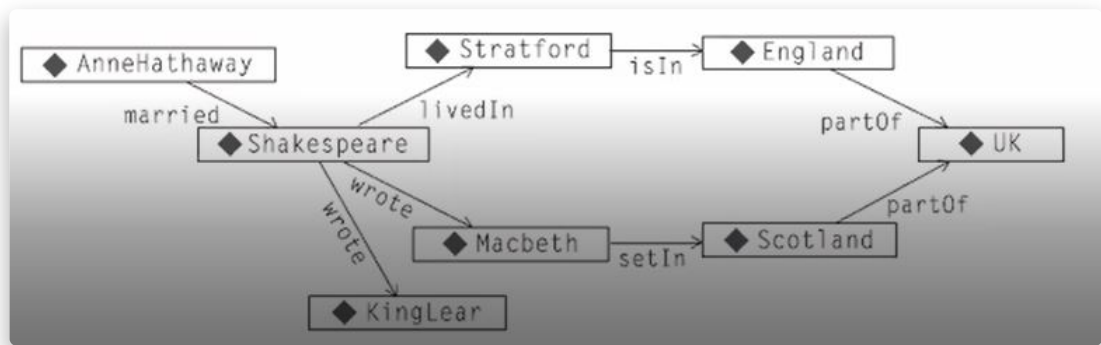 AnneHathaway
married
Shakespeare
livedIn
Stratford
isIn
England
partOf
UK
wrote
Macbeth
setIn
Scotland
partOf
wrote
KingLear